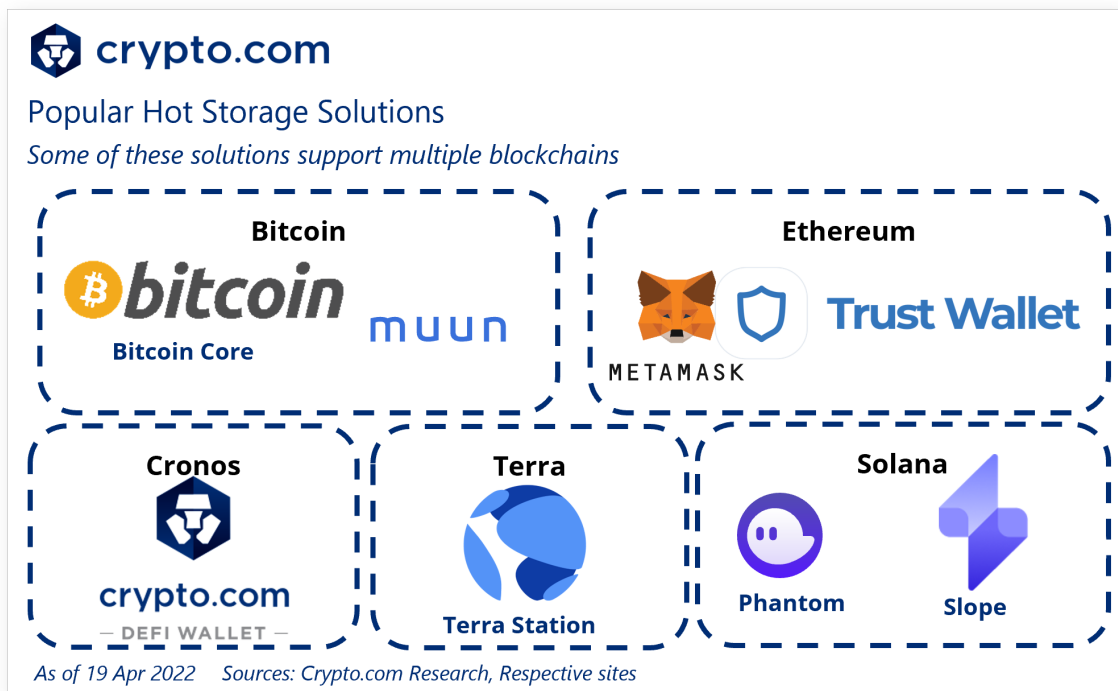 crypto.com
Popular Hot Storage Solutions
Some of these solutions support multiple blockchains
Bitcoin
bitcoin
Bitcoin Core
muun
Ethereum
METAMASK
Trust Wallet
Cronos
crypto.com
— DEFI WALLET —
Terra
Terra Station
Solana
Phantom
Slope
As of 19 Apr 2022 Sources: Crypto.com Research, Respective sites